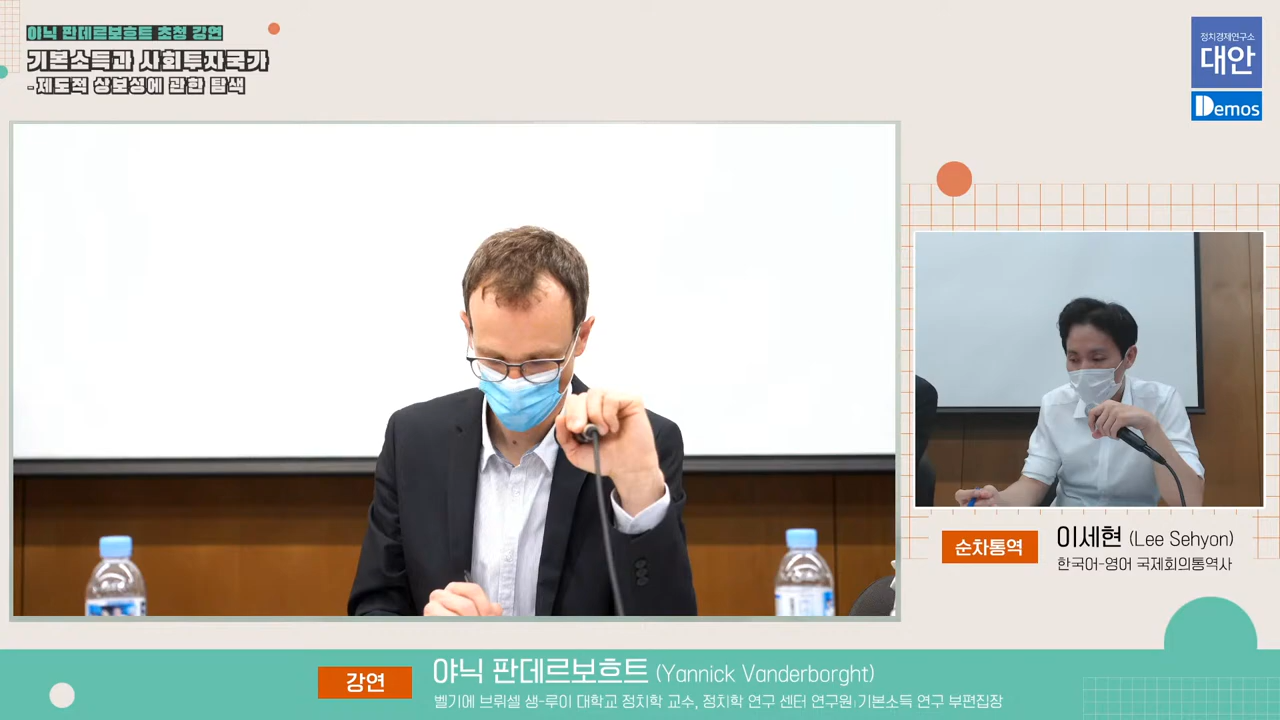 야닉 판데르보흐트 초청 강연
기본소득과 사회투자국가
-제도적 상보성에 관한 탐색
정치경제연구소
대안
Demos
순차통역
이세현 (Lee Sehyon)
한국어-영어 국제회의통역사
강연
야닉 판데르보흐트 (Yannick Vanderborght)
벨기에 브뤼셀 생-루이 대학교 정치학 교수, 정치학 연구 센터 연구원, 기본소득 연구 부편집장